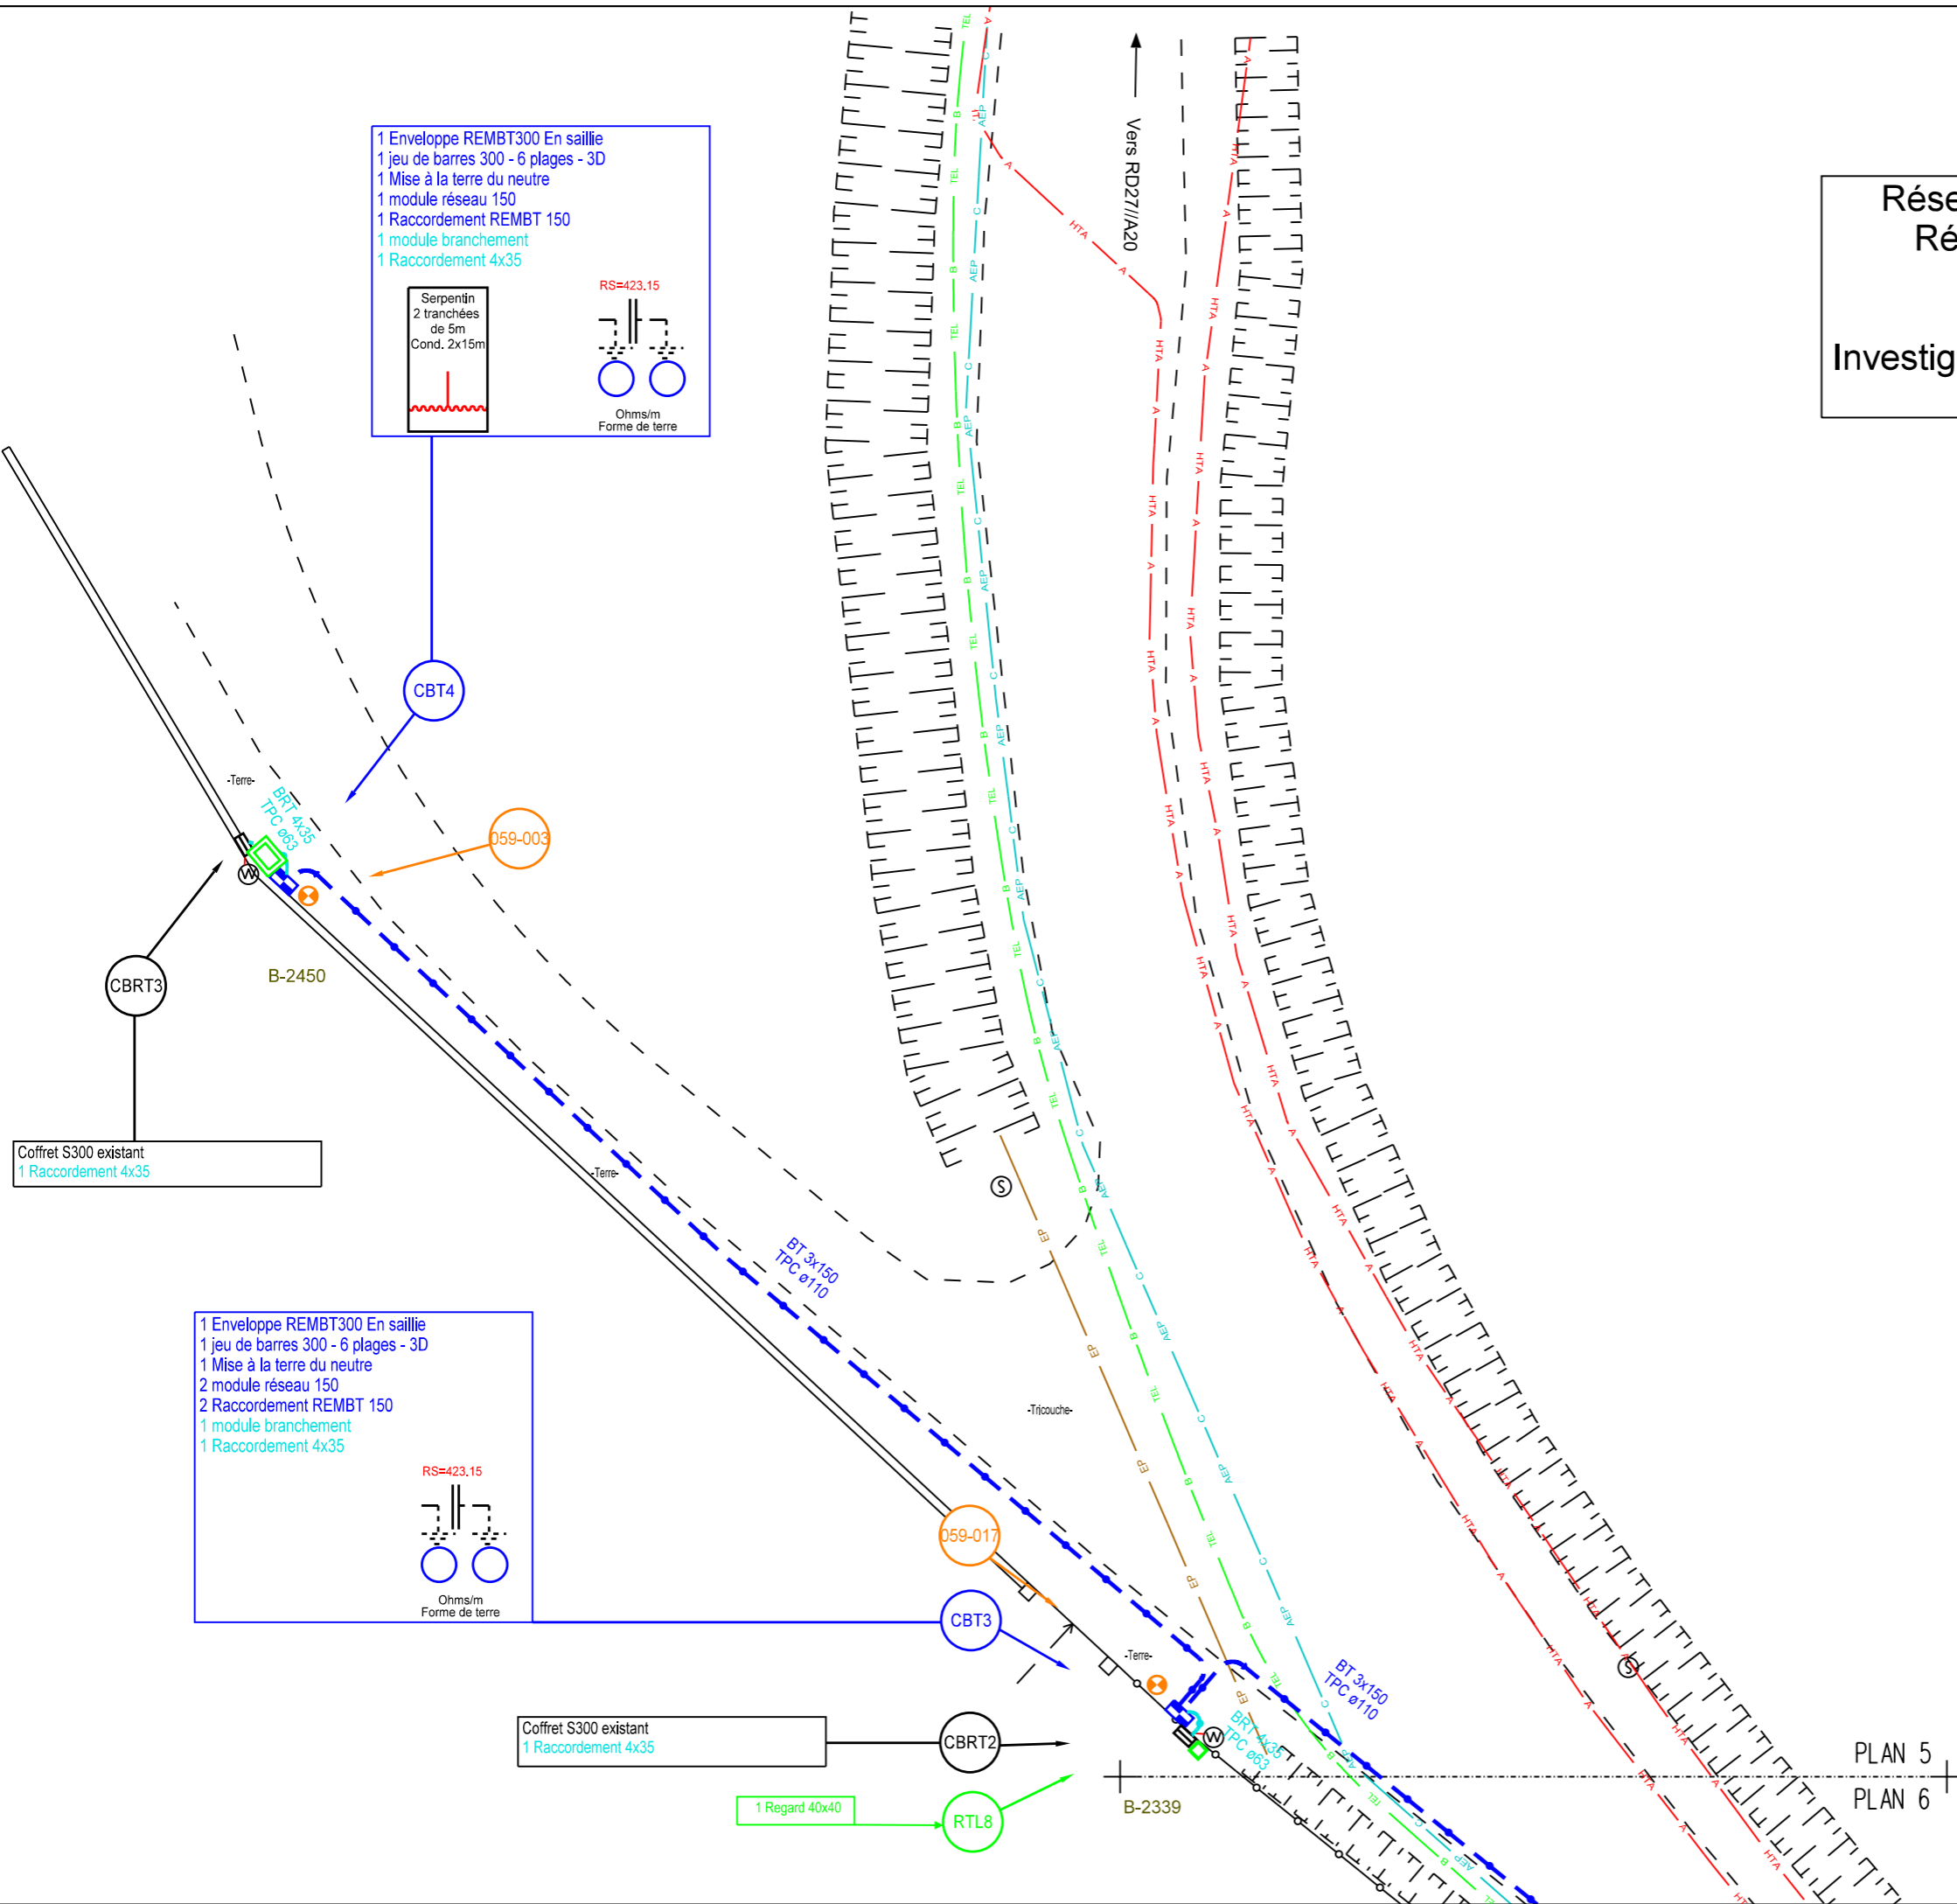 1 Enveloppe REMBT300 En saillie
1 jeu de barres 300 - 6 plages - 3D
1 Mise à la terre du neutre
1 module réseau 150
1 Raccordement REMBT 150
1 module branchement
1 Raccordement 4x35
Serpentin
2 tranchées
de 5m
Cond. 2x15m
RS=423.15
Ohms/m
Forme de terre
Vers RD27//A20
Rése
Ré
Investig
CBT4
-Terre-
BRT 4x35
TPC ø63
059-003
W
CBRT3
B-2450
Coffret S300 existant
1 Raccordement 4x35
-Terre-
S
BT 3x150
TPC ø110
1 Enveloppe REMBT300 En saillie
1 jeu de barres 300 - 6 plages - 3D
1 Mise à la terre du neutre
2 module réseau 150
2 Raccordement REMBT 150
1 module branchement
1 Raccordement 4x35
RS=423.15
Ohms/m
Forme de terre
-Tricouche-
059-017
CBT3
-Terre-
BT 3x150
TPC ø110
S
BRT 4x35
TPC ø63
W
Coffret S300 existant
1 Raccordement 4x35
CBRT2
1 Regard 40x40
RTL8
B-2339
PLAN 5
PLAN 6
TEL
B
AEP
C
HTA
A
EP